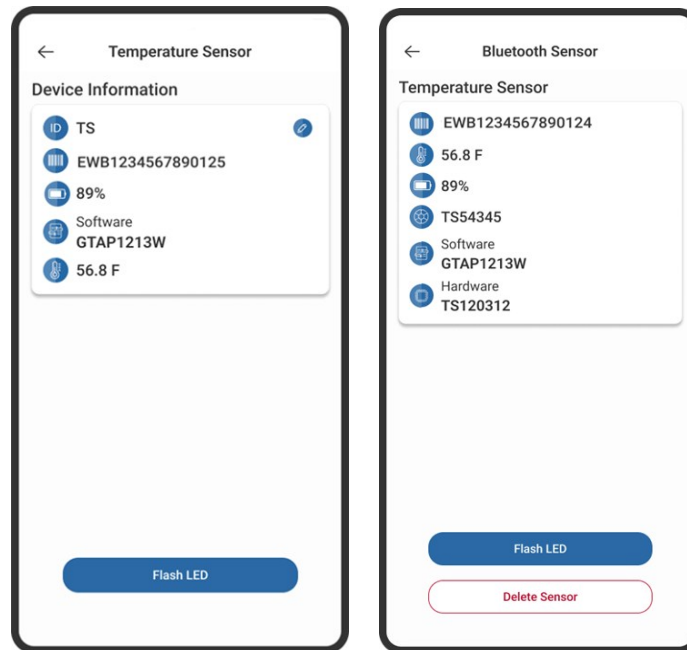 Temperature Sensor
Device Information
ID TS
EWB1234567890125
89%
Software
GTAP1213W
56.8 F
Flash LED
Bluetooth Sensor
Temperature Sensor
EWB1234567890124
56.8 F
89%
TS54345
Software
GTAP1213W
Hardware
TS120312
Flash LED
Delete Sensor